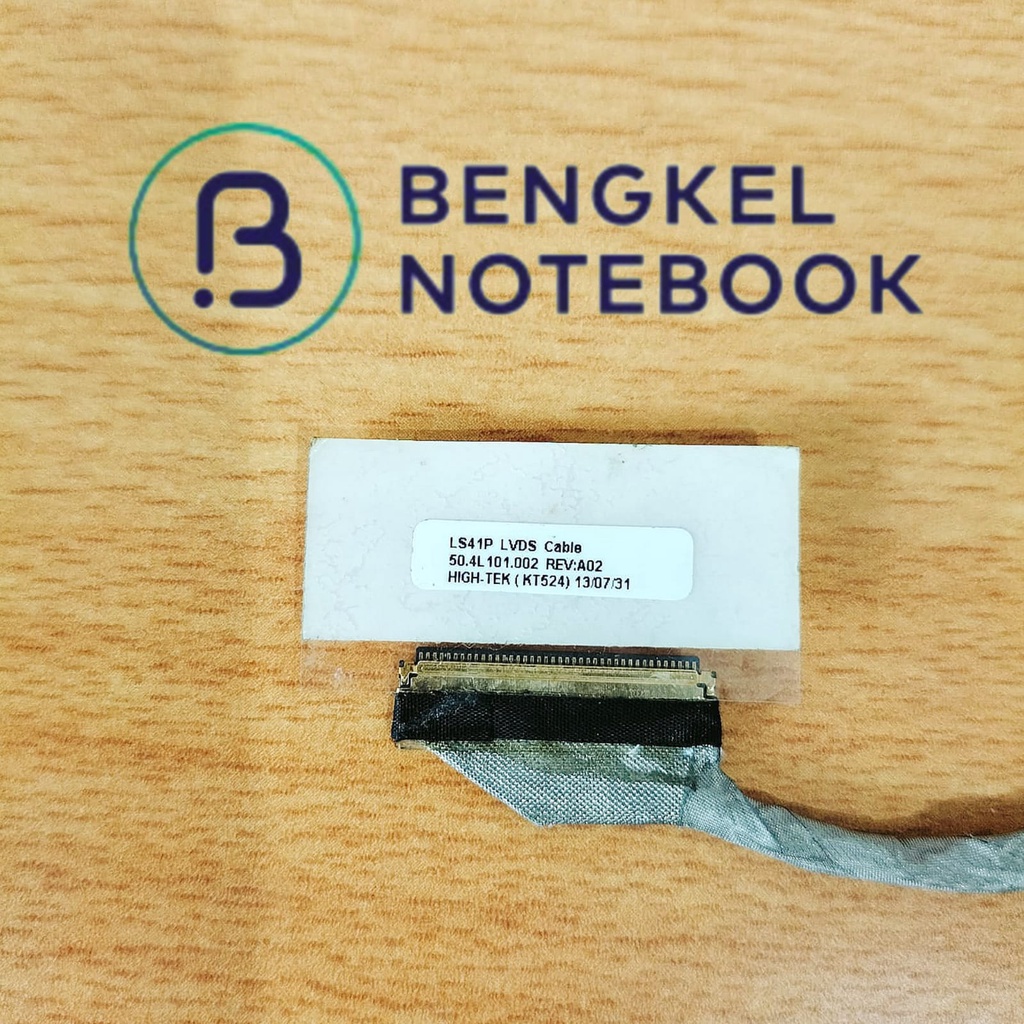 BENGKEL
NOTEBOOK
LS41P LVDS Cable
50.4L101.002 REV:A02
HIGH-TEK ( KT524) 13/07/31